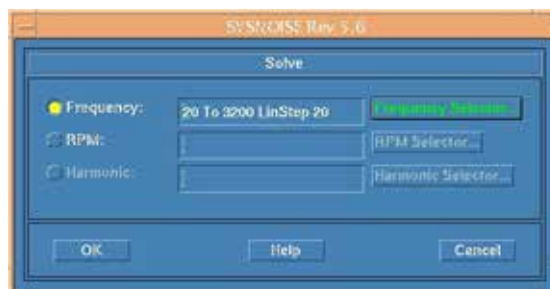 SYSNOISE Rev 5.6
Solve
Frequency: 20 To 3200 LinStep 20 Frequency Selector...
RPM: RPM Selector...
Harmonic: Harmonic Selector...
OK Help Cancel